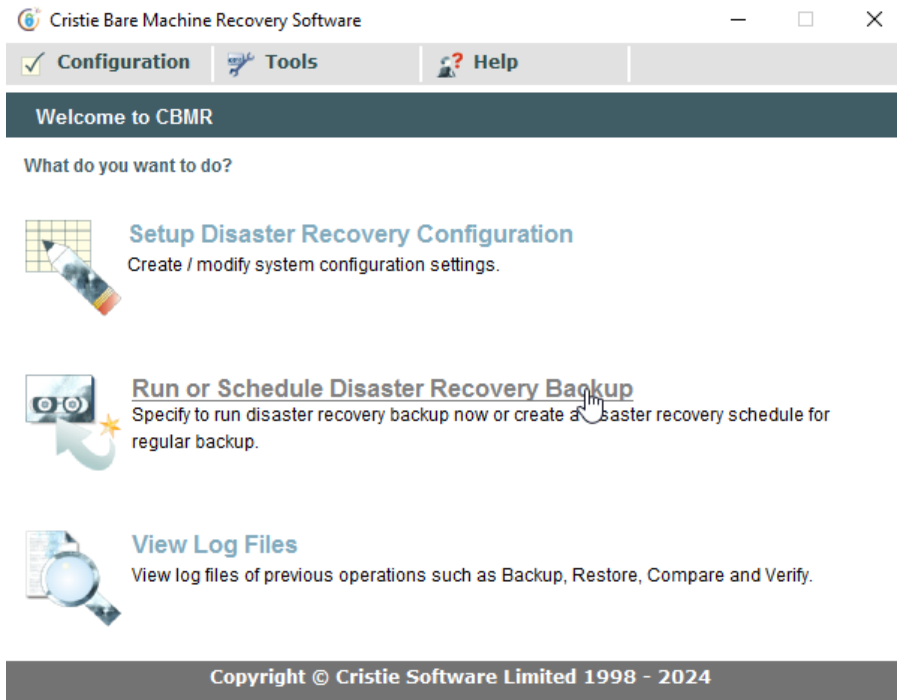 Cristie Bare Machine Recovery Software
Configuration Tools Help
Welcome to CBMR
What do you want to do?
Setup Disaster Recovery Configuration
Create / modify system configuration settings.
Run or Schedule Disaster Recovery Backup
Specify to run disaster recovery backup now or create a disaster recovery schedule for
regular backup.
View Log Files
View log files of previous operations such as Backup, Restore, Compare and Verify.
Copyright © Cristie Software Limited 1998 - 2024